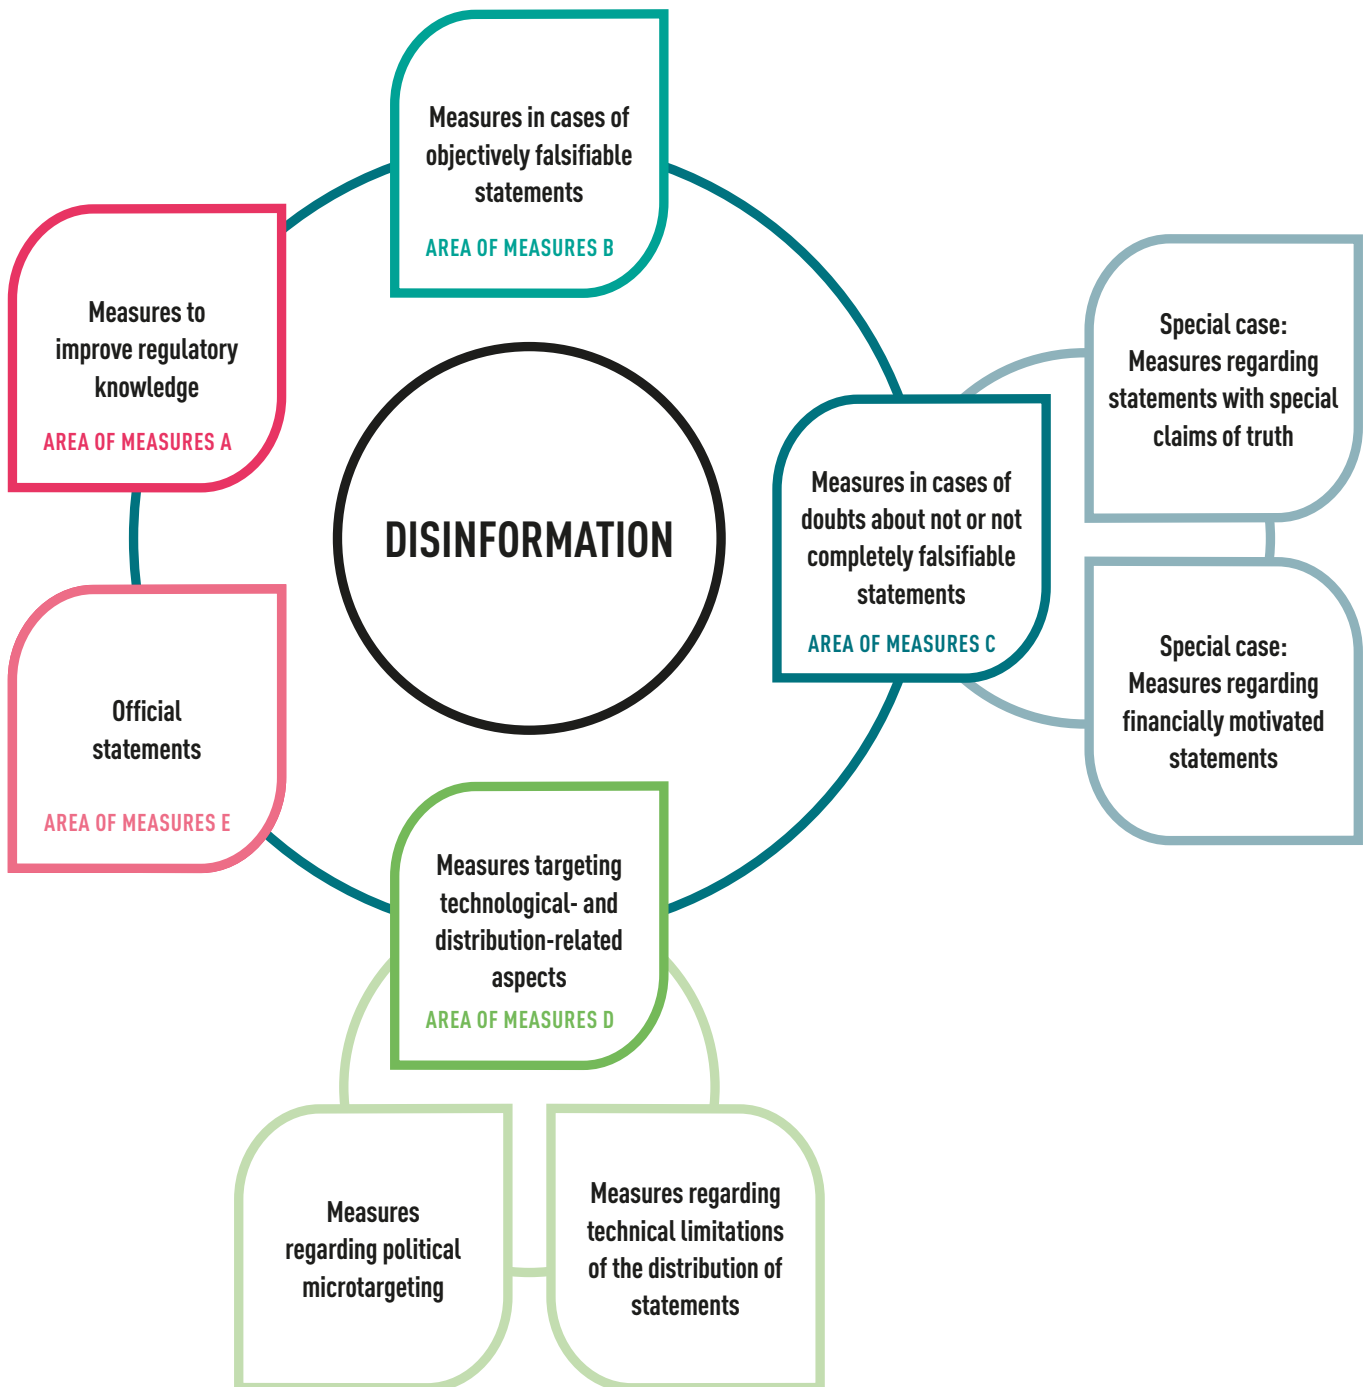 Measures in cases of
objectively falsifiable
statements
AREA OF MEASURES B
Measures to
improve regulatory
knowledge
AREA OF MEASURES A
DISINFORMATION
Measures in cases of
doubts about not or not
completely falsifiable
statements
AREA OF MEASURES C
Special case:
Measures regarding
statements with special
claims of truth
Special case:
Measures regarding
financially motivated
statements
Official
statements
AREA OF MEASURES E
Measures targeting
technological- and
distribution-related
aspects
AREA OF MEASURES D
Measures
regarding political
microtargeting
Measures regarding
technical limitations
of the distribution of
statements